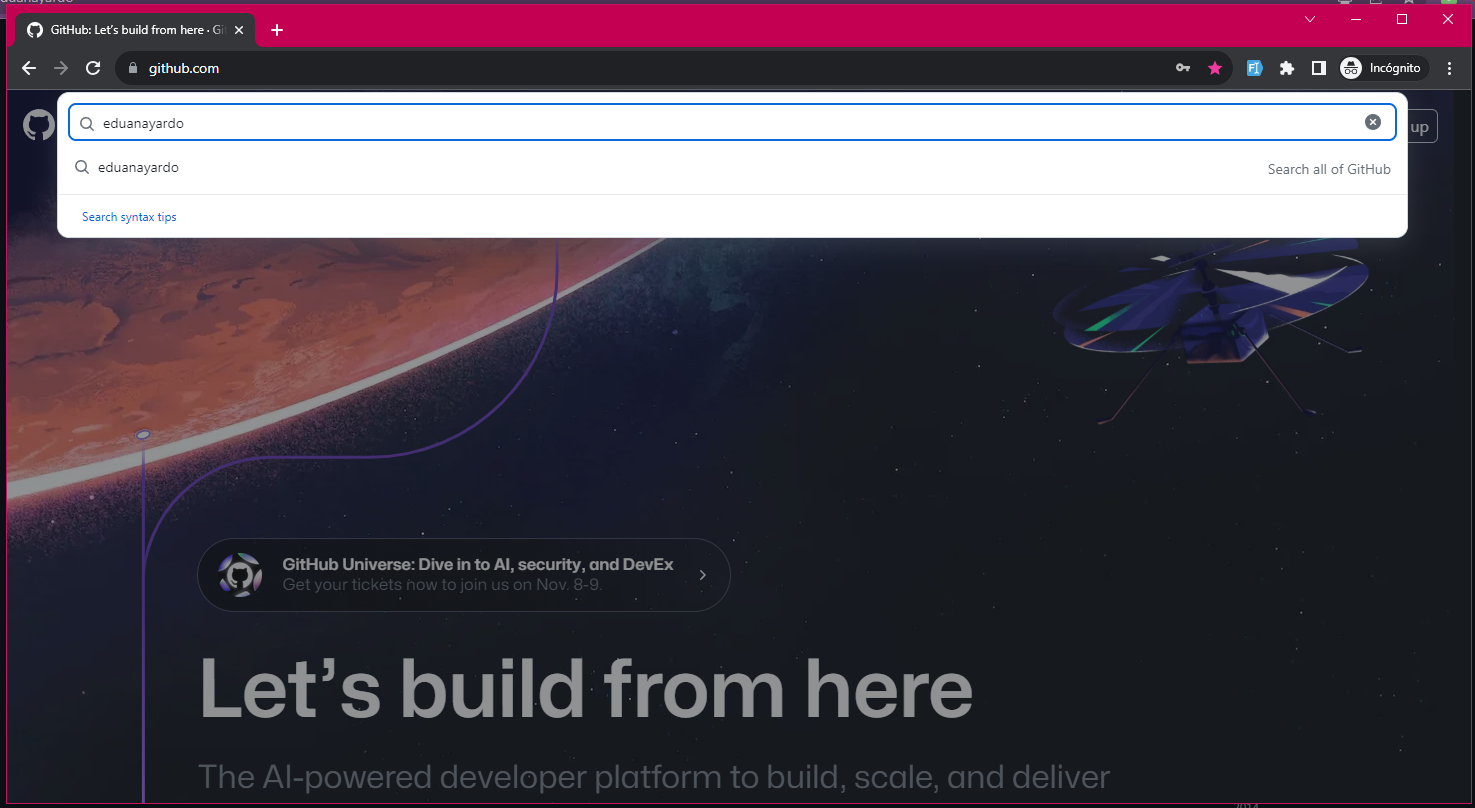 GitHub: Let's build from here · Gi
github.com
Incógnito
eduanayardo
up
eduanayardo
Search all of GitHub
Search syntax tips
GitHub Universe: Dive in to AI, security, and DevEx
Get your tickets now to join us on Nov. 8-9.
Let's build from here
The AI-powered developer platform to build, scale, and deliver